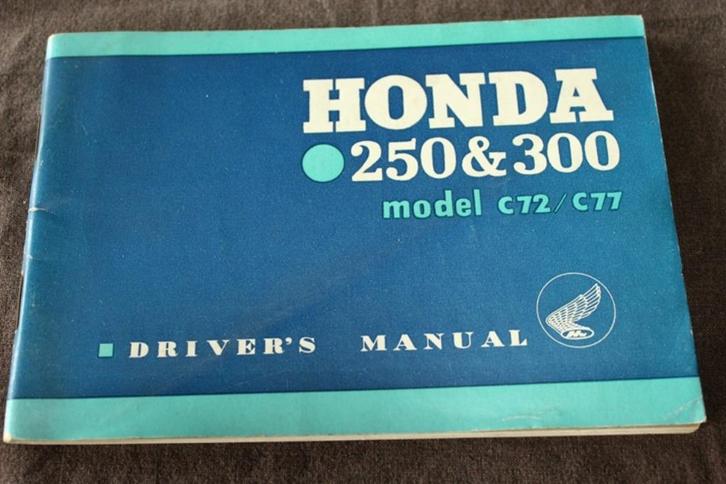 HONDA
250 & 300
model C72/C77
DRIVER'S MANUAL